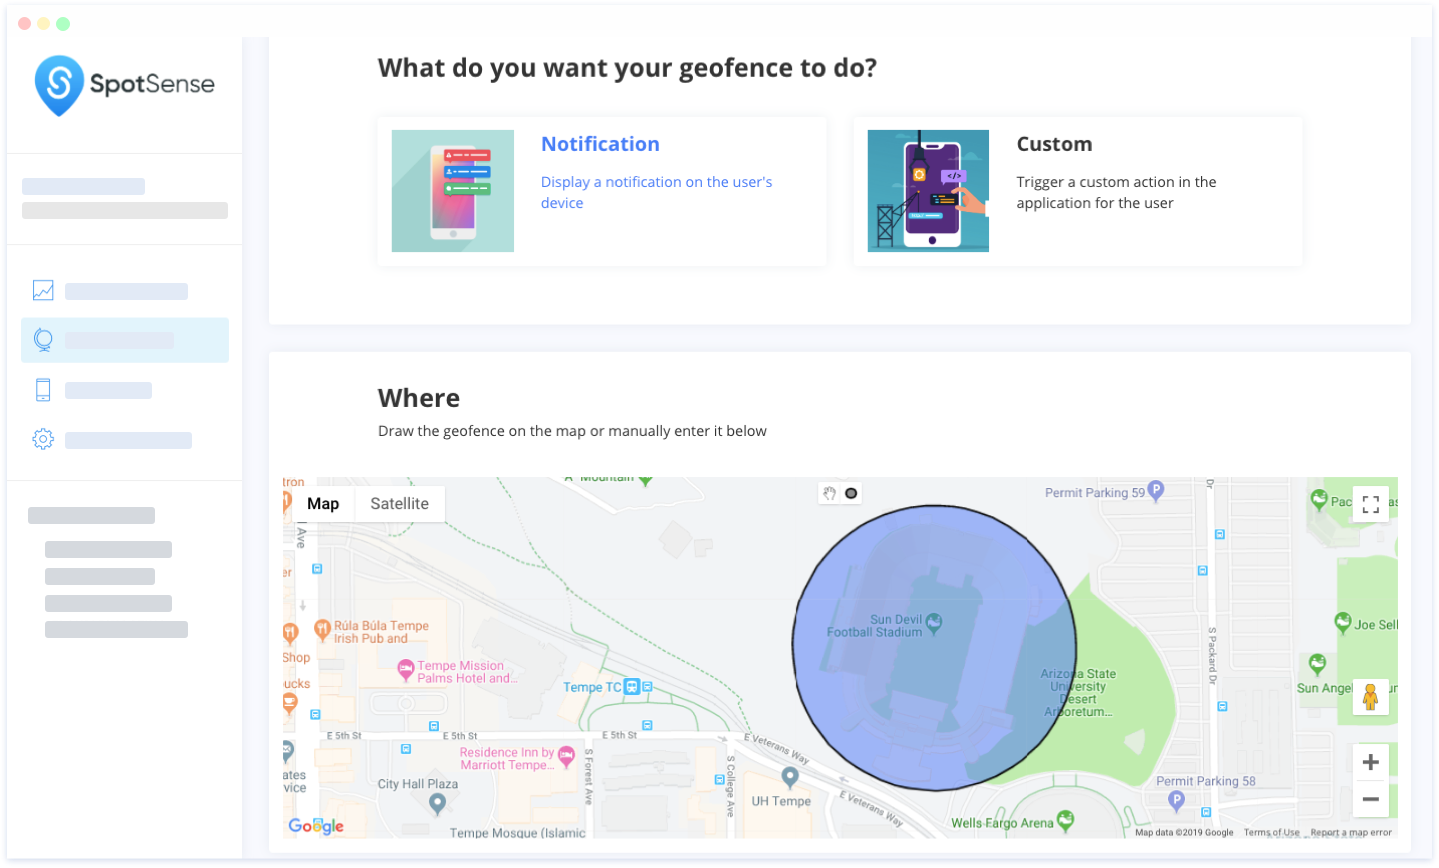 SpotSense
What do you want your geofence to do?
Notification
Display a notification on the user's
device
Custom
Trigger a custom action in the
application for the user
</>
Where
Draw the geofence on the map or manually enter it below
Map
Satellite
Permit Parking 59
P
Ave
Dr
Sun Devil
Football Stadium
Rúla Búla Tempe
Irish Pub and
Shop
Joe Sell
S Packard Dr
Tempe Mission
Palms Hotel and...
Arizona State
University
Desert
Arboretum...
Tempe TC
Sun Angel
E 5th St
E 5th St
E 5th St
E Veterans Way
Residence Inn by
Marriott Tempe...
S Forest Ave
S College Ave
City Hall Plaza
UH Tempe
E Veterans Way
Permit Parking 58
P
Wells Fargo Arena
Tempe Mosque (Islamic
Google
Map data ©2019 Google
Terms of Use
Report a map error